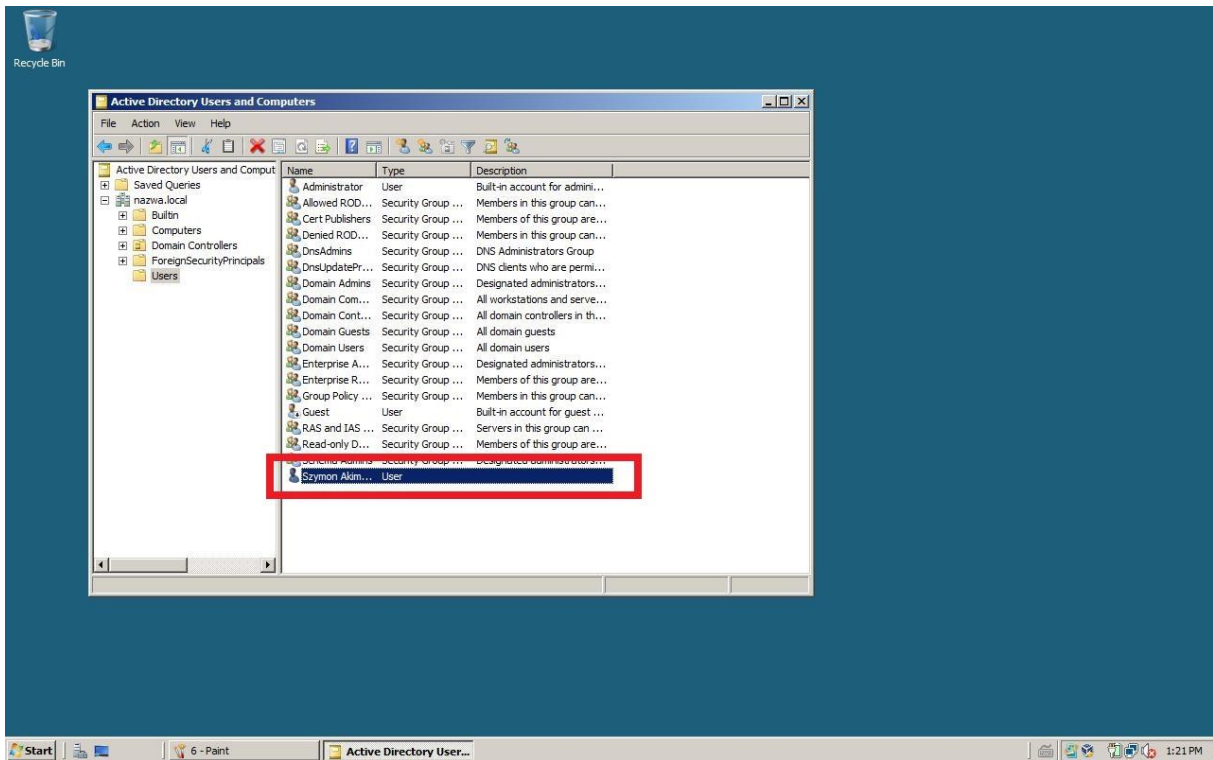 Recycle Bin
Active Directory Users and Computers
File Action View Help
Active Directory Users and Comput
Saved Queries
nazwa.local
Builtin
Computers
Domain Controllers
ForeignSecurityPrincipals
Users
Name Type Description
Administrator User Built-in account for admini...
Allowed ROD... Security Group ... Members in this group can...
Cert Publishers Security Group ... Members of this group are...
Denied ROD... Security Group ... Members in this group can...
DnsAdmins Security Group ... DNS Administrators Group
DnsUpdatePr... Security Group ... DNS clients who are permi...
Domain Admins Security Group ... Designated administrators...
Domain Com... Security Group ... All workstations and serve...
Domain Cont... Security Group ... All domain controllers in th...
Domain Guests Security Group ... All domain guests
Domain Users Security Group ... All domain users
Enterprise A... Security Group ... Designated administrators...
Enterprise R... Security Group ... Members of this group are...
Group Policy ... Security Group ... Members in this group can...
Guest User Built-in account for guest ...
RAS and IAS ... Security Group ... Servers in this group can ...
Read-only D... Security Group ... Members of this group are...
Schema Admins Security Group ... Designated administrators...
Szymon Akim... User
Start 6 - Paint Active Directory User... 1:21 PM